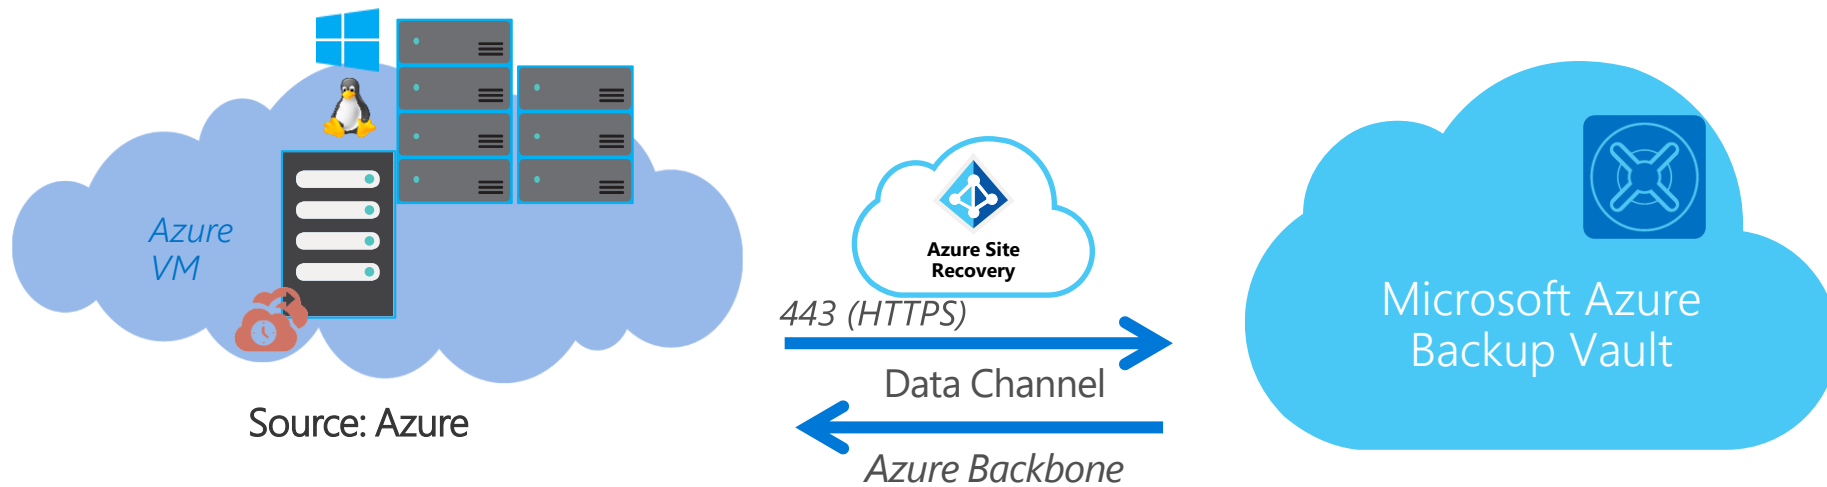 Azure
VM
Source: Azure
Azure Site
Recovery
443 (HTTPS)
Data Channel
Azure Backbone
Microsoft Azure
Backup Vault